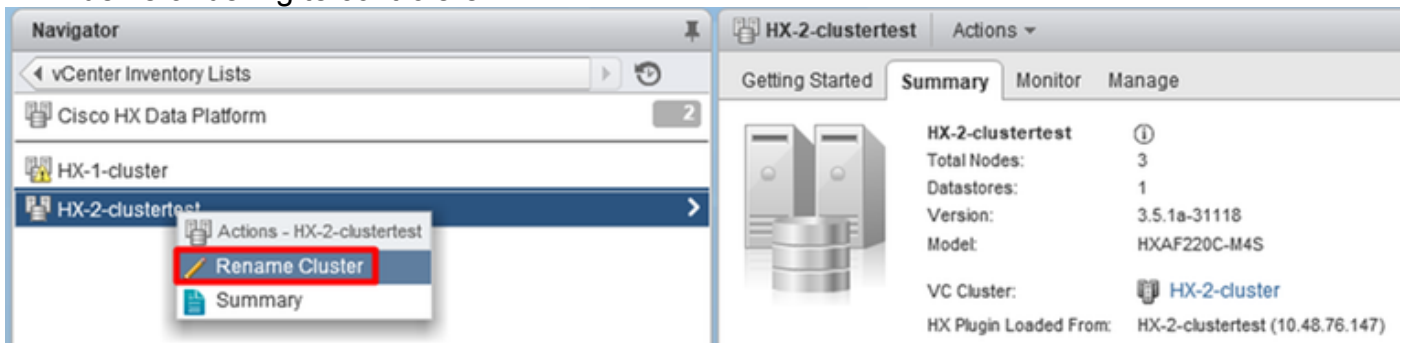 Navigator
vCenter Inventory Lists
Cisco HX Data Platform 2
HX-1-cluster
HX-2-clustertest
Actions - HX-2-clustertest
Rename Cluster
Summary
HX-2-clustertest Actions
Getting Started Summary Monitor Manage
HX-2-clustertest
Total Nodes: 3
Datastores: 1
Version: 3.5.1a-31118
Model: HXAF220C-M4S
VC Cluster: HX-2-cluster
HX Plugin Loaded From: HX-2-clustertest (10.48.76.147)